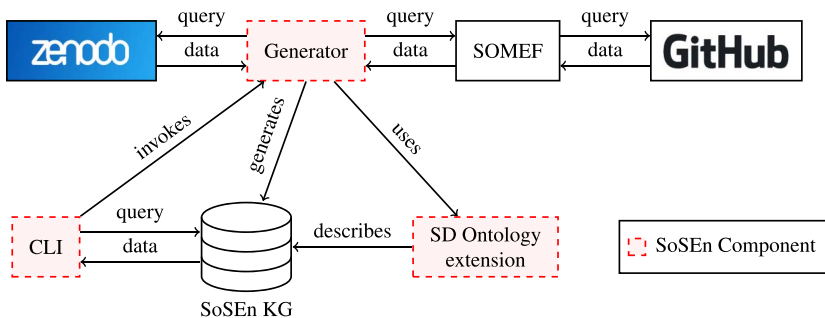 query
query
query
zenodo
Generator
SOMEF
GitHub
data
data
data
invokes
generates
uses
query
CLI
data
describes
SD Ontology
extension
SoSEn Component
SoSEn KG